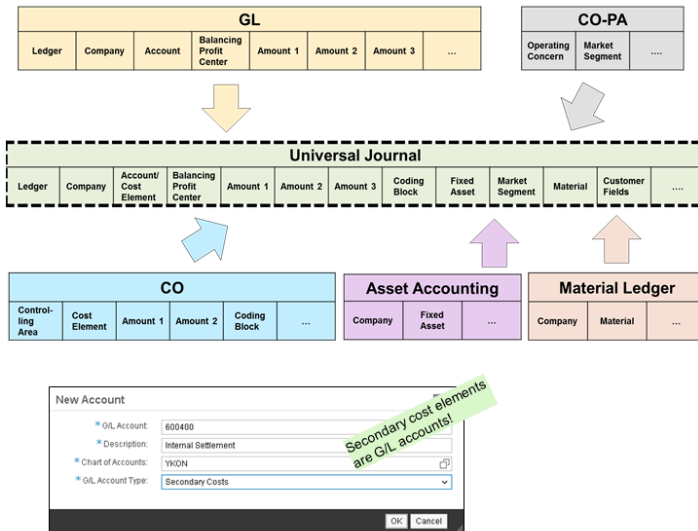 GL
Ledger Company Account Balancing Profit Center Amount 1 Amount 2 Amount 3 ...
CO-PA
Operating Concern Market Segment ....
Universal Journal
Ledger Company Account/ Cost Element Balancing Profit Center Amount 1 Amount 2 Amount 3 Coding Block Fixed Asset Market Segment Material Customer Fields ....
CO
Control-ling Area Cost Element Amount 1 Amount 2 Coding Block ...
Asset Accounting
Company Fixed Asset ...
Material Ledger
Company Material ...
New Account
*G/L Account: 600400
*Description: Internal Settlement
*Chart of Accounts: YKON
*G/L Account Type: Secondary Costs
Secondary cost elements
are G/L accounts!
OK Cancel